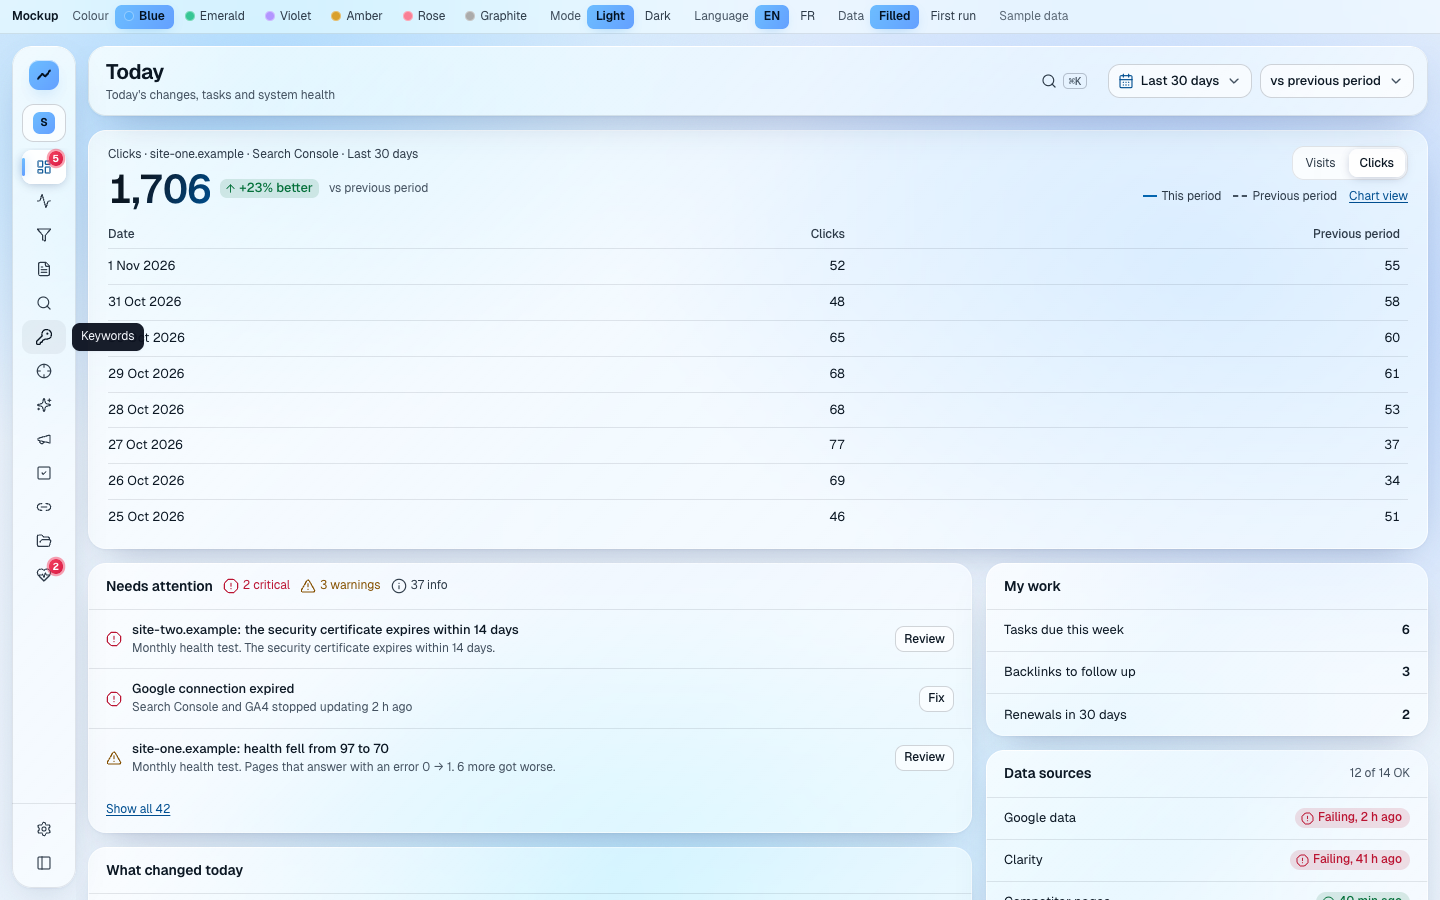 Mockup Colour Blue Emerald Violet Amber Rose Graphite Mode Light Dark Language EN FR Data Filled First run Sample data
Today
Today's changes, tasks and system health
⌘K
Last 30 days
vs previous period
S
5
Keywords
2
Clicks · site-one.example · Search Console · Last 30 days
1,706
↑ +23% better
vs previous period
Visits Clicks
This period Previous period Chart view
Date Clicks Previous period
1 Nov 2026 52 55
31 Oct 2026 48 58
t 2026 65 60
29 Oct 2026 68 61
28 Oct 2026 68 53
27 Oct 2026 77 37
26 Oct 2026 69 34
25 Oct 2026 46 51
Needs attention 2 critical 3 warnings 37 info
site-two.example: the security certificate expires within 14 days
Monthly health test. The security certificate expires within 14 days.
Review
Google connection expired
Search Console and GA4 stopped updating 2 h ago
Fix
site-one.example: health fell from 97 to 70
Monthly health test. Pages that answer with an error 0 → 1. 6 more got worse.
Review
Show all 42
What changed today
My work
Tasks due this week 6
Backlinks to follow up 3
Renewals in 30 days 2
Data sources 12 of 14 OK
Google data Failing, 2 h ago
Clarity Failing, 41 h ago